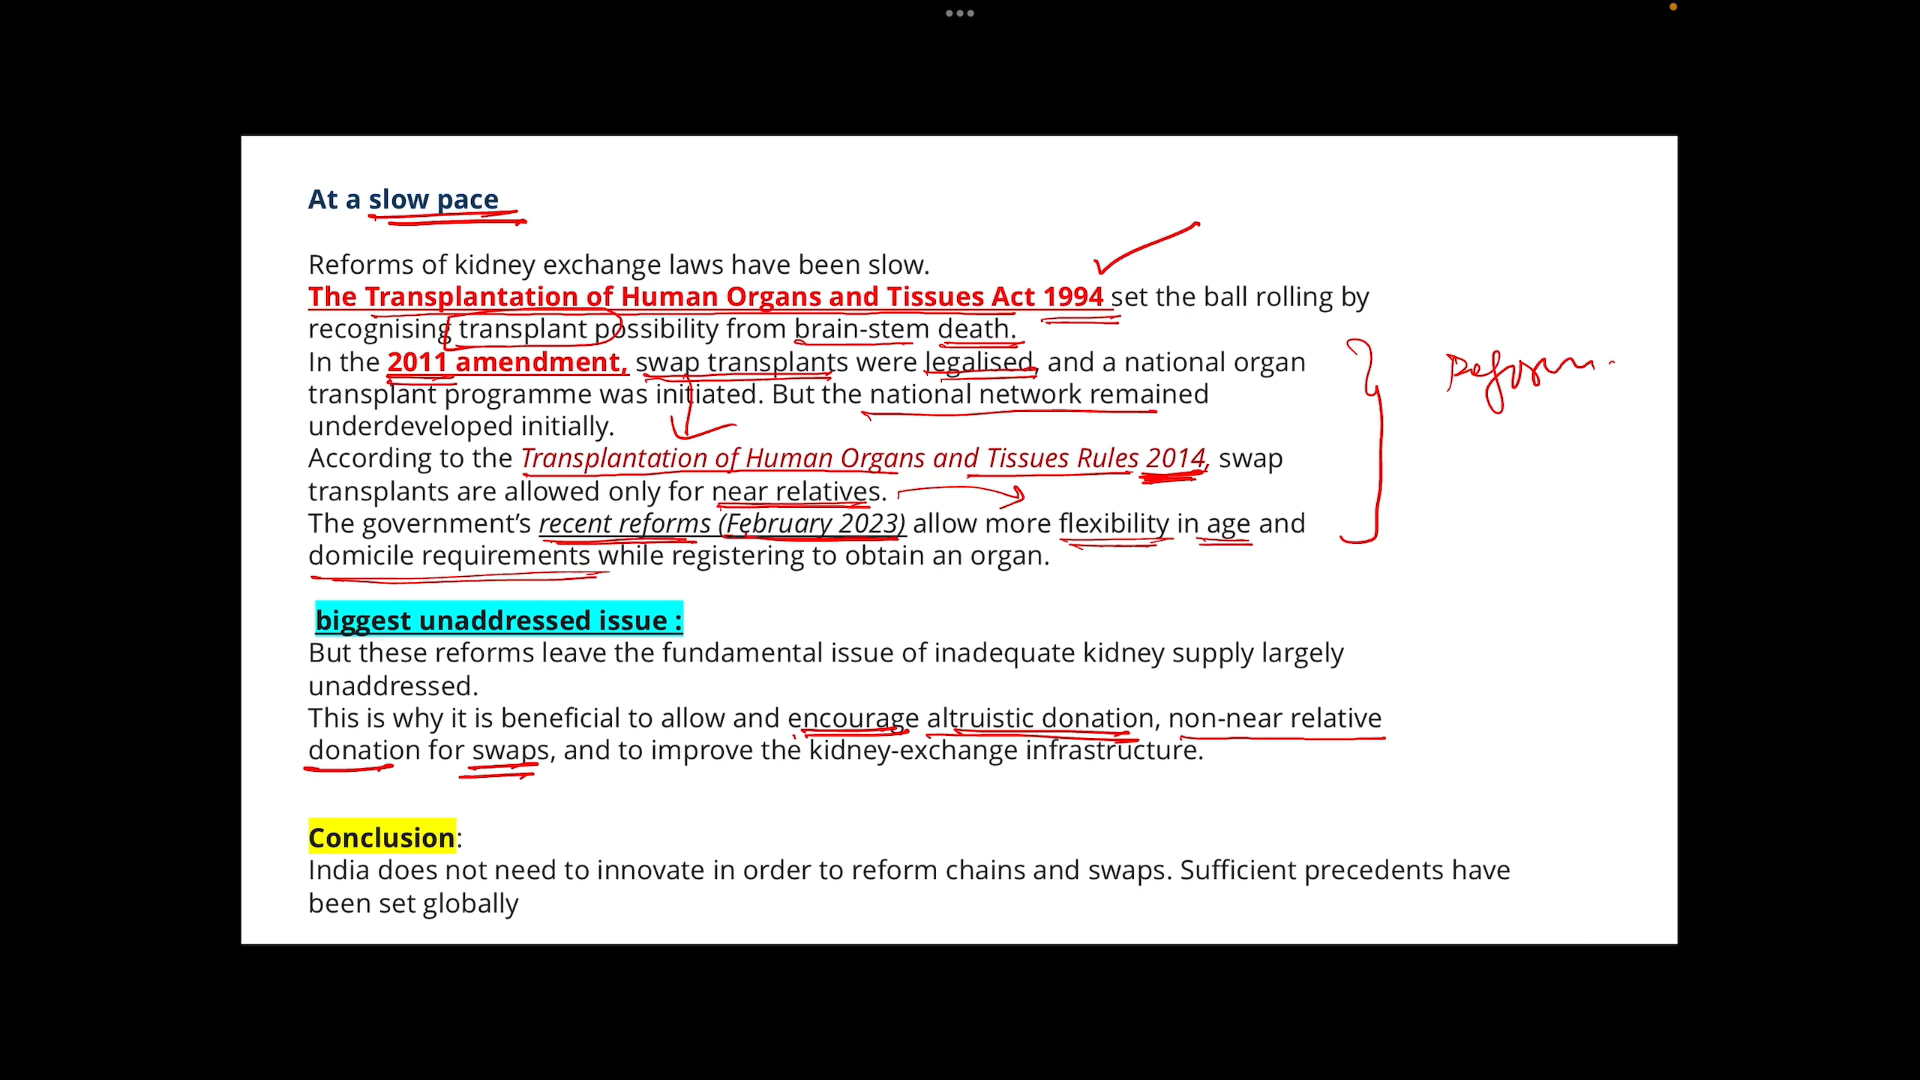 At a slow pace
Reforms of kidney exchange laws have been slow.
The Transplantation of Human Organs and Tissues Act 1994 set the ball rolling by
recognising transplant possibility from brain-stem death.
In the 2011 amendment, swap transplants were legalised, and a national organ
transplant programme was initiated. But the national network remained
underdeveloped initially.
According to the Transplantation of Human Organs and Tissues Rules 2014, swap
transplants are allowed only for near relatives.
The government's recent reforms (February 2023) allow more flexibility in age and
domicile requirements while registering to obtain an organ.
Reform.
biggest unaddressed issue :
But these reforms leave the fundamental issue of inadequate kidney supply largely
unaddressed.
This is why it is beneficial to allow and encourage altruistic donation, non-near relative
donation for swaps, and to improve the kidney-exchange infrastructure.
Conclusion:
India does not need to innovate in order to reform chains and swaps. Sufficient precedents have
been set globally